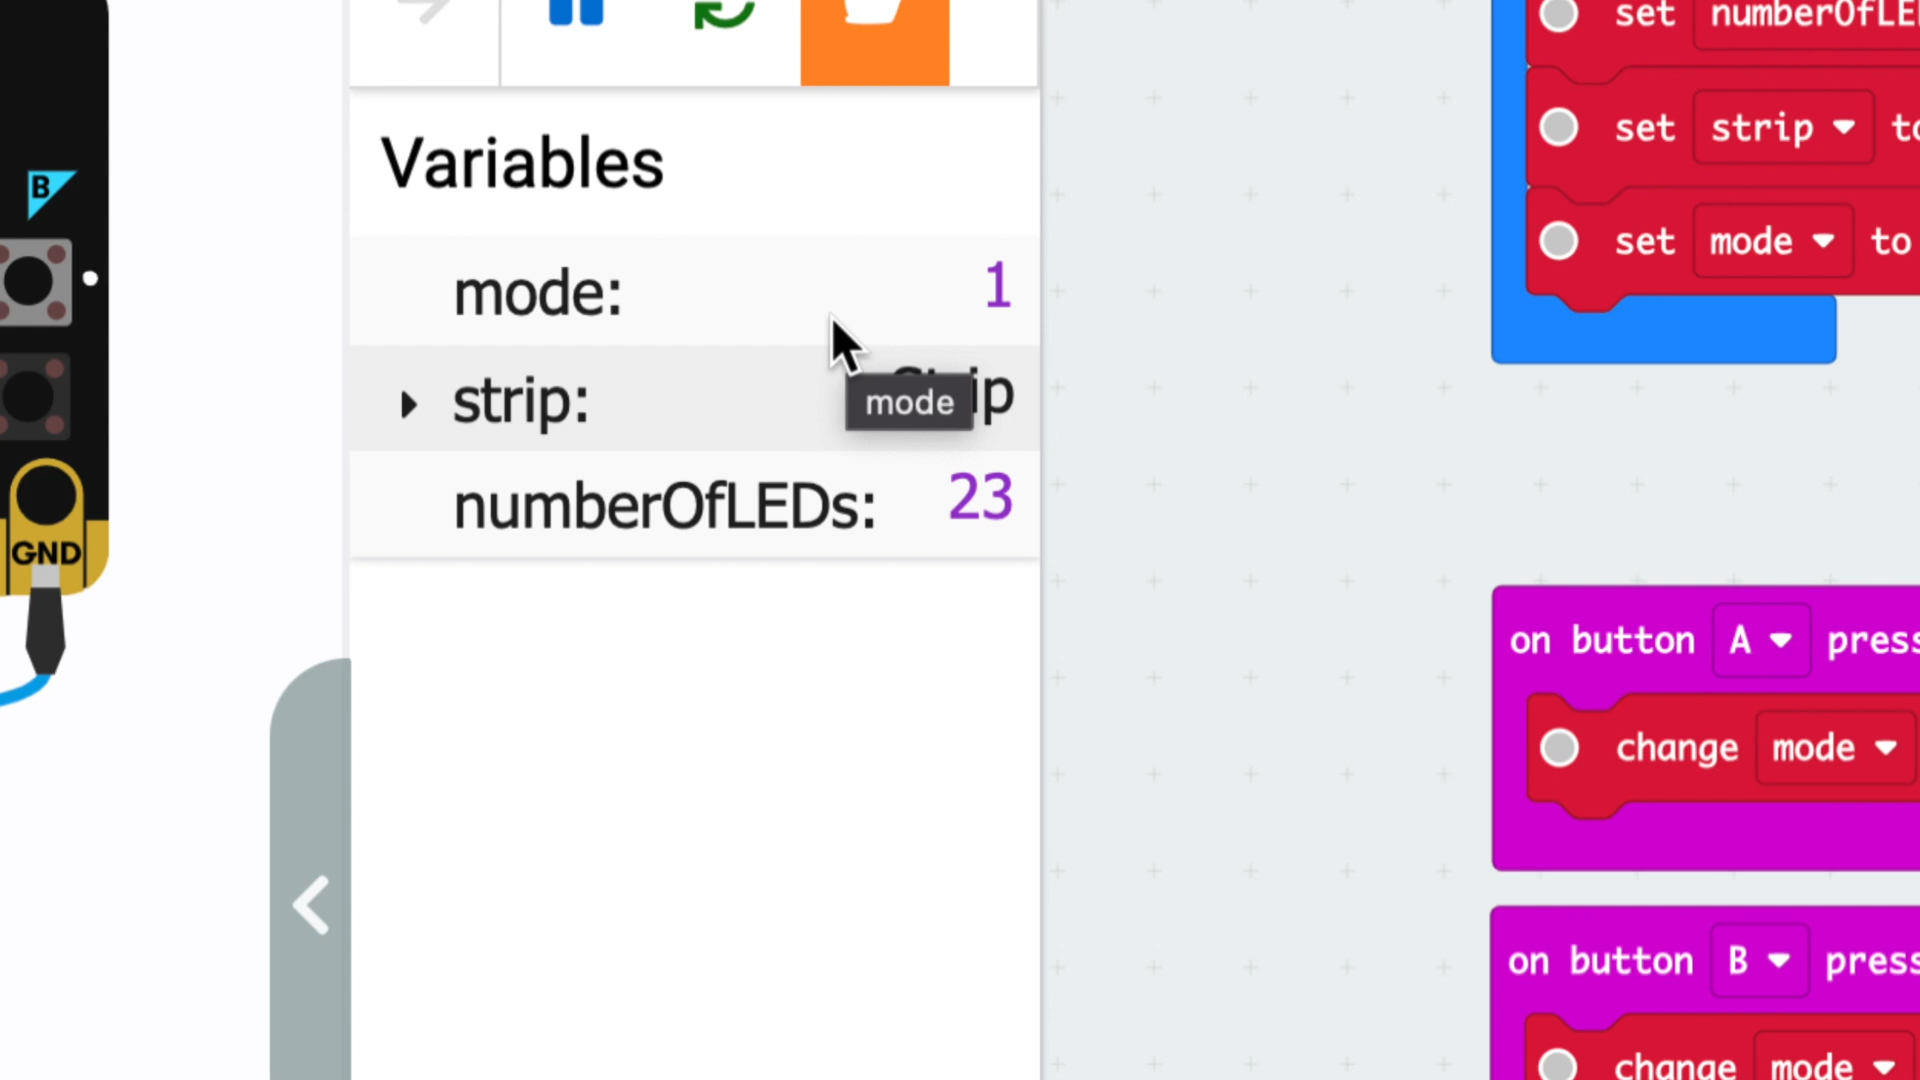 B
GND
Variables
mode: 1
strip:
mode
numberOfLEDs: 23
set
set strip
set mode to
on button A
change mode
on button B
change mode